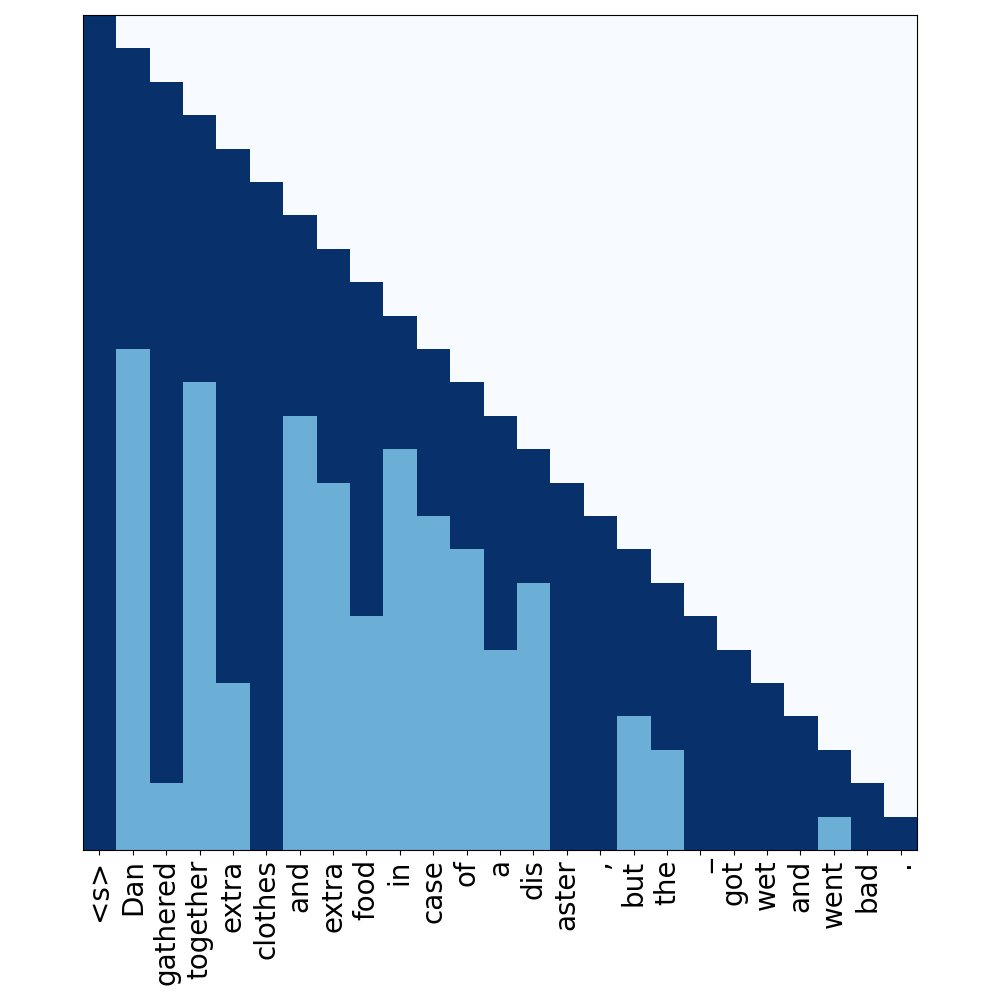 <s> Dan gathered together extra clothes and extra food in case of a dis aster , but the _ got wet and went bad .